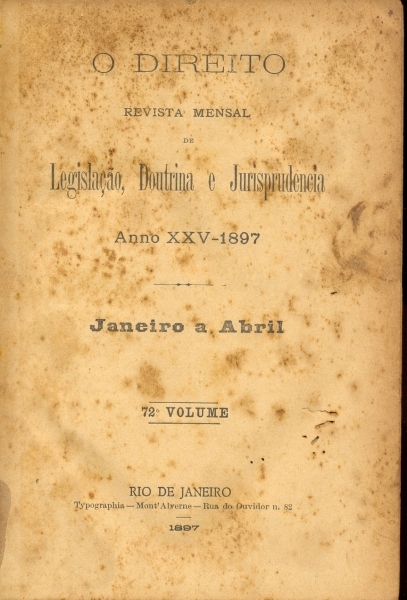 O DIREITO
REVISTA MENSAL
DE
Legislação, Doutrina e Jurisprudencia
Anno XXV-1897
Janeiro a Abril
72º VOLUME
RIO DE JANEIRO
Typographia — Mont'Alverne — Rua do Ouvidor n. 82
1897